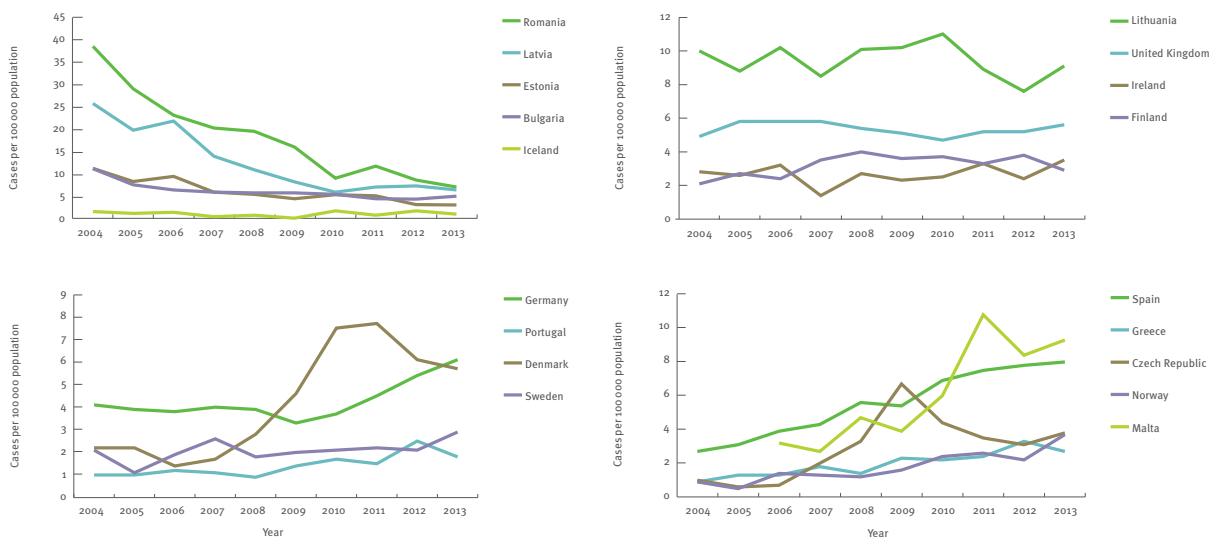 45
40
35
30
25
20
15
10
5
0
Cases per 100 000 population
2004 2005 2006 2007 2008 2009 2010 2011 2012 2013
Romania
Latvia
Estonia
Bulgaria
Iceland
12
10
8
6
4
2
0
Cases per 100 000 population
2004 2005 2006 2007 2008 2009 2010 2011 2012 2013
Lithuania
United Kingdom
Ireland
Finland
9
8
7
6
5
4
3
2
1
0
Cases per 100 000 population
2004 2005 2006 2007 2008 2009 2010 2011 2012 2013
Year
Germany
Portugal
Denmark
Sweden
12
10
8
6
4
2
0
Cases per 100 000 population
2004 2005 2006 2007 2008 2009 2010 2011 2012 2013
Year
Spain
Greece
Czech Republic
Norway
Malta